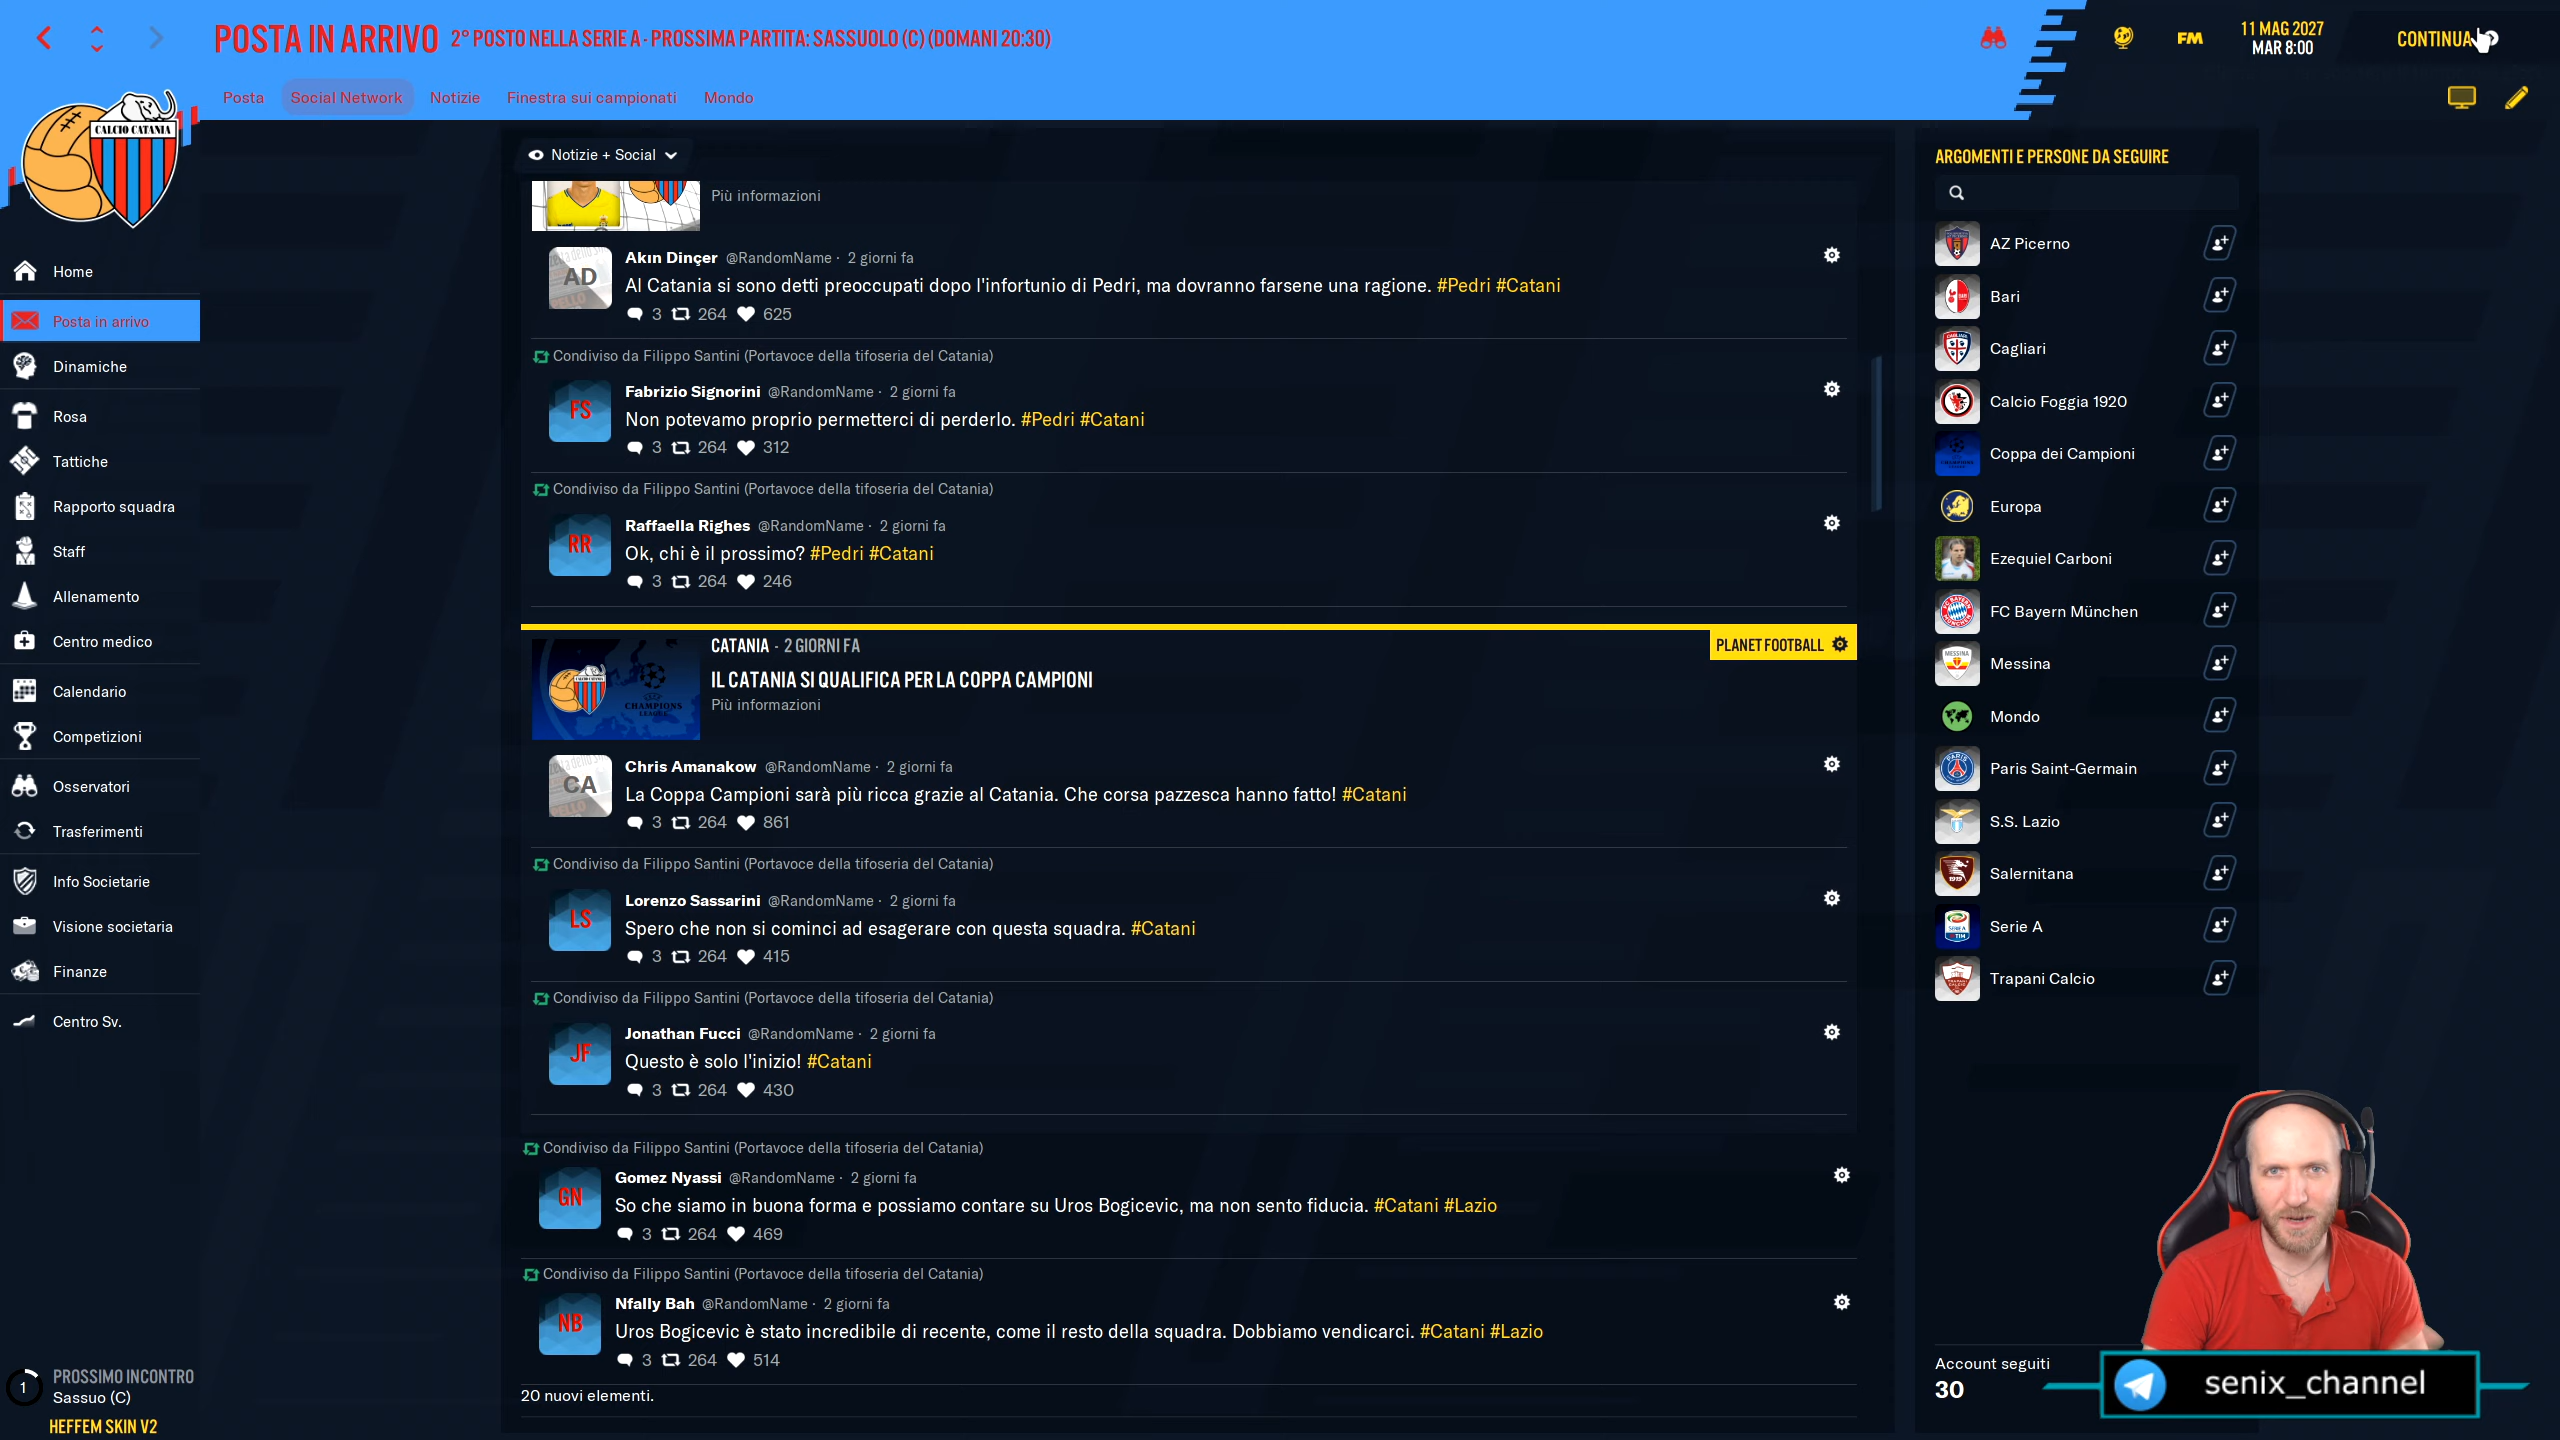 POSTA IN ARRIVO 2° POSTO NELLA SERIE A - PROSSIMA PARTITA: SASSUOLO (C) (DOMANI 20:30)
FM
11 MAG 2027
MAR 8:00
CONTINUA
Posta Social Network Notizie Finestra sui campionati Mondo
CALCIO CATANIA
Home
Posta in arrivo
Dinamiche
Rosa
Tattiche
Rapporto squadra
Staff
Allenamento
Centro medico
Calendario
Competizioni
Osservatori
Trasferimenti
Info Societarie
Visione societaria
Finanze
Centro Sv.
1
PROSSIMO INCONTRO
Sassuo (C)
HEFFEM SKIN V2
Notizie + Social
Più informazioni
AD
Akın Dinçer @RandomName · 2 giorni fa
Al Catania si sono detti preoccupati dopo l'infortunio di Pedri, ma dovranno farsene una ragione. #Pedri #Catani
3 264 625
Condiviso da Filippo Santini (Portavoce della tifoseria del Catania)
FS
Fabrizio Signorini @RandomName · 2 giorni fa
Non potevamo proprio permetterci di perderlo. #Pedri #Catani
3 264 312
Condiviso da Filippo Santini (Portavoce della tifoseria del Catania)
RR
Raffaella Righes @RandomName · 2 giorni fa
Ok, chi è il prossimo? #Pedri #Catani
3 264 246
CATANIA - 2 GIORNI FA
PLANET FOOTBALL
IL CATANIA SI QUALIFICA PER LA COPPA CAMPIONI
Più informazioni
CHAMPIONS
LEAGUE
CA
Chris Amanakow @RandomName · 2 giorni fa
La Coppa Campioni sarà più ricca grazie al Catania. Che corsa pazzesca hanno fatto! #Catani
3 264 861
Condiviso da Filippo Santini (Portavoce della tifoseria del Catania)
LS
Lorenzo Sassarini @RandomName · 2 giorni fa
Spero che non si cominci ad esagerare con questa squadra. #Catani
3 264 415
Condiviso da Filippo Santini (Portavoce della tifoseria del Catania)
JF
Jonathan Fucci @RandomName · 2 giorni fa
Questo è solo l'inizio! #Catani
3 264 430
Condiviso da Filippo Santini (Portavoce della tifoseria del Catania)
GN
Gomez Nyassi @RandomName · 2 giorni fa
So che siamo in buona forma e possiamo contare su Uros Bogicevic, ma non sento fiducia. #Catani #Lazio
3 264 469
Condiviso da Filippo Santini (Portavoce della tifoseria del Catania)
NB
Nfally Bah @RandomName · 2 giorni fa
Uros Bogicevic è stato incredibile di recente, come il resto della squadra. Dobbiamo vendicarci. #Catani #Lazio
3 264 514
20 nuovi elementi.
ARGOMENTI E PERSONE DA SEGUIRE
AZ Picerno
Bari
Cagliari
Calcio Foggia 1920
Coppa dei Campioni
Europa
Ezequiel Carboni
FC Bayern München
Messina
Mondo
Paris Saint-Germain
S.S. Lazio
Salernitana
Serie A
Trapani Calcio
Account seguiti
30
senix_channel